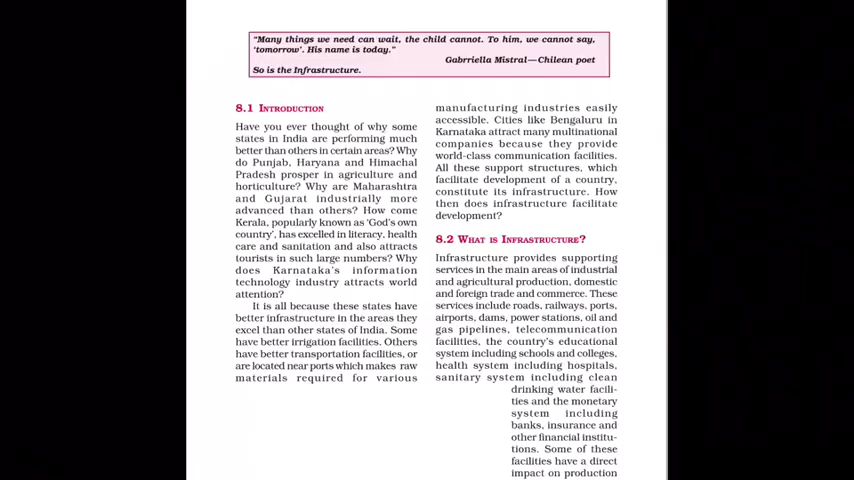 "Many things we need can wait, the child cannot. To him, we cannot say,
'tomorrow'. His name is today."
Gabrriella Mistral—Chilean poet
So is the Infrastructure.
8.1 Introduction
Have you ever thought of why some
states in India are performing much
better than others in certain areas? Why
do Punjab, Haryana and Himachal
Pradesh prosper in agriculture and
horticulture? Why are Maharashtra
and Gujarat industrially more
advanced than others? How come
Kerala, popularly known as 'God's own
country', has excelled in literacy, health
care and sanitation and also attracts
tourists in such large numbers? Why
does Karnataka's information
technology industry attracts world
attention?
It is all because these states have
better infrastructure in the areas they
excel than other states of India. Some
have better irrigation facilities. Others
have better transportation facilities, or
are located near ports which makes raw
materials required for various
manufacturing industries easily
accessible. Cities like Bengaluru in
Karnataka attract many multinational
companies because they provide
world-class communication facilities.
All these support structures, which
facilitate development of a country,
constitute its infrastructure. How
then does infrastructure facilitate
development?
8.2 What is Infrastructure?
Infrastructure provides supporting
services in the main areas of industrial
and agricultural production, domestic
and foreign trade and commerce. These
services include roads, railways, ports,
airports, dams, power stations, oil and
gas pipelines, telecommunication
facilities, the country's educational
system including schools and colleges,
health system including hospitals,
sanitary system including clean
drinking water facili-
ties and the monetary
system including
banks, insurance and
other financial institu-
tions. Some of these
facilities have a direct
impact on production